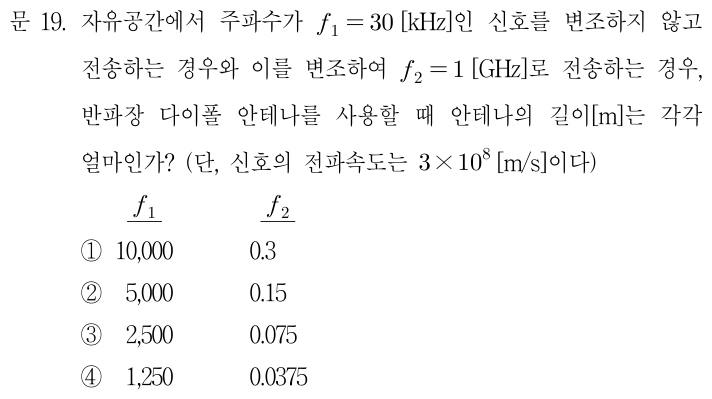 문 19. 자유공간에서 주파수가 f₁ = 30 [kHz]인 신호를 변조하지 않고
전송하는 경우와 이를 변조하여 f₂ = 1 [GHz]로 전송하는 경우,
반파장 다이폴 안테나를 사용할 때 안테나의 길이[m]는 각각
얼마인가? (단, 신호의 전파속도는 3 × 10⁸ [m/s]이다)
f₁ f₂
① 10,000 0.3
② 5,000 0.15
③ 2,500 0.075
④ 1,250 0.0375